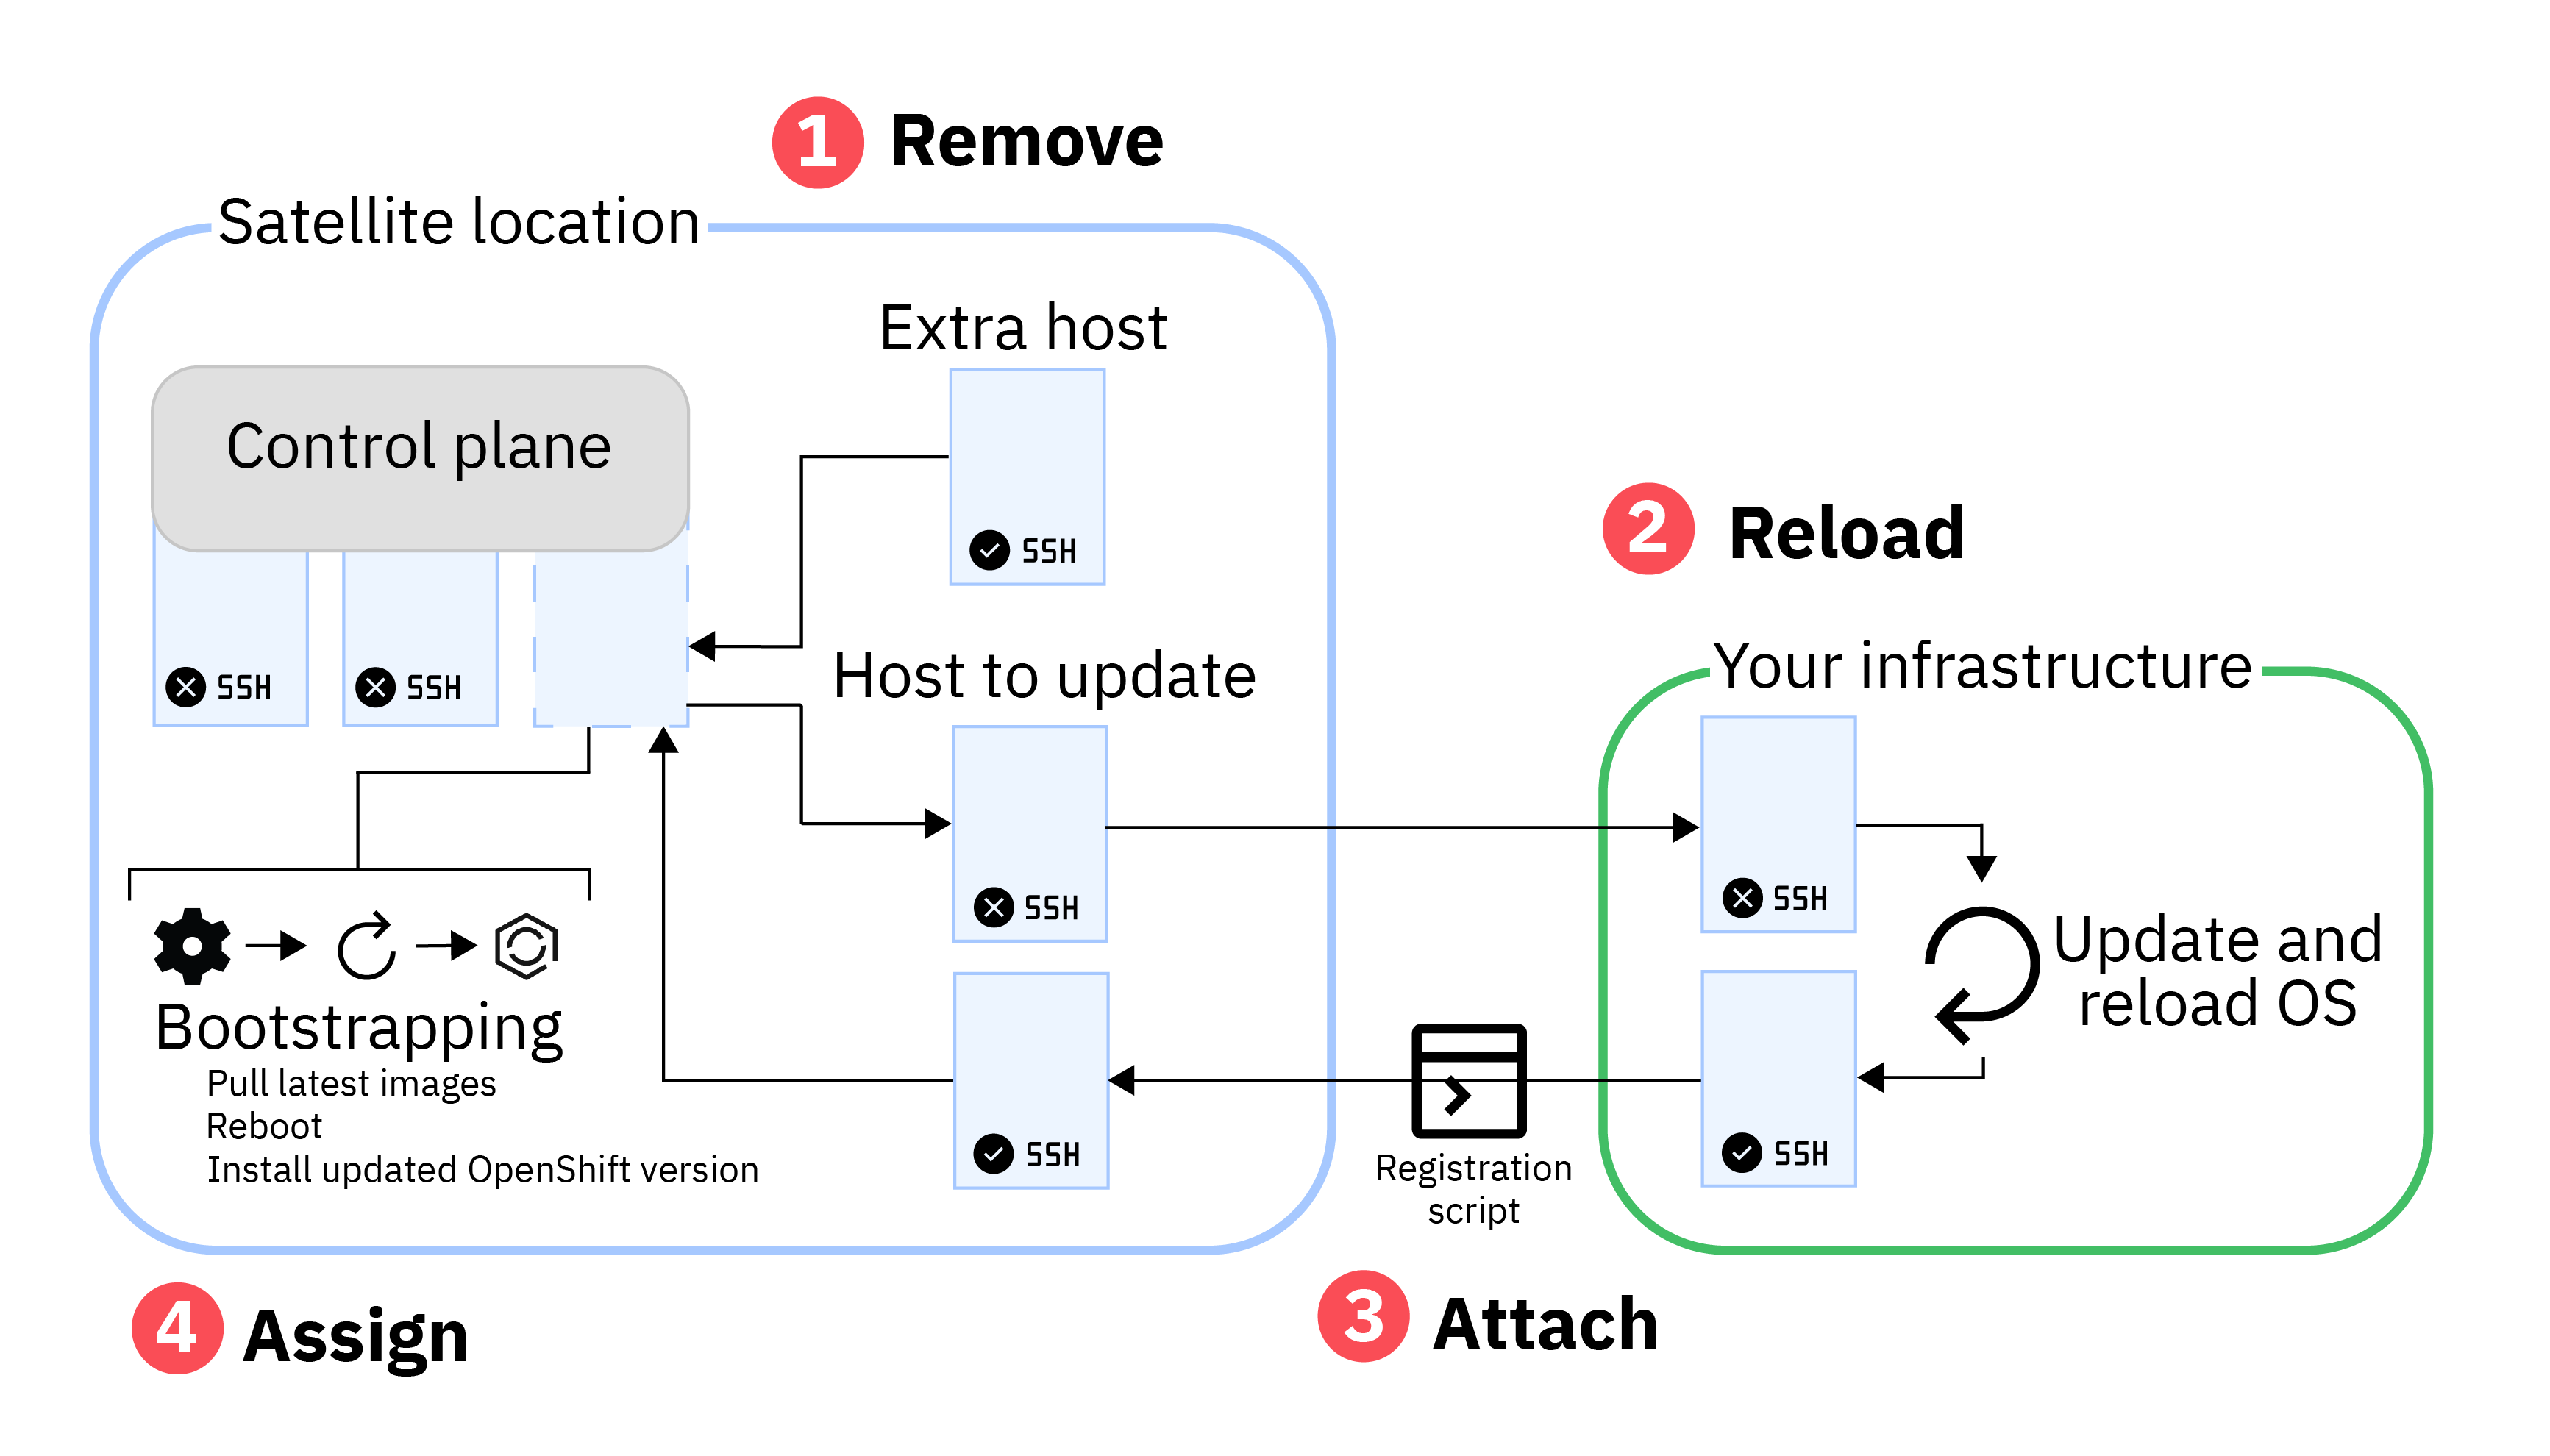 1 Remove
Satellite location
Extra host
Control plane
SSH
2 Reload
Host to update
Your infrastructure
SSH
SSH
SSH
SSH
Update and
reload OS
Bootstrapping
Pull latest images
Reboot
Install updated OpenShift version
SSH
SSH
Registration
script
3 Attach
4 Assign